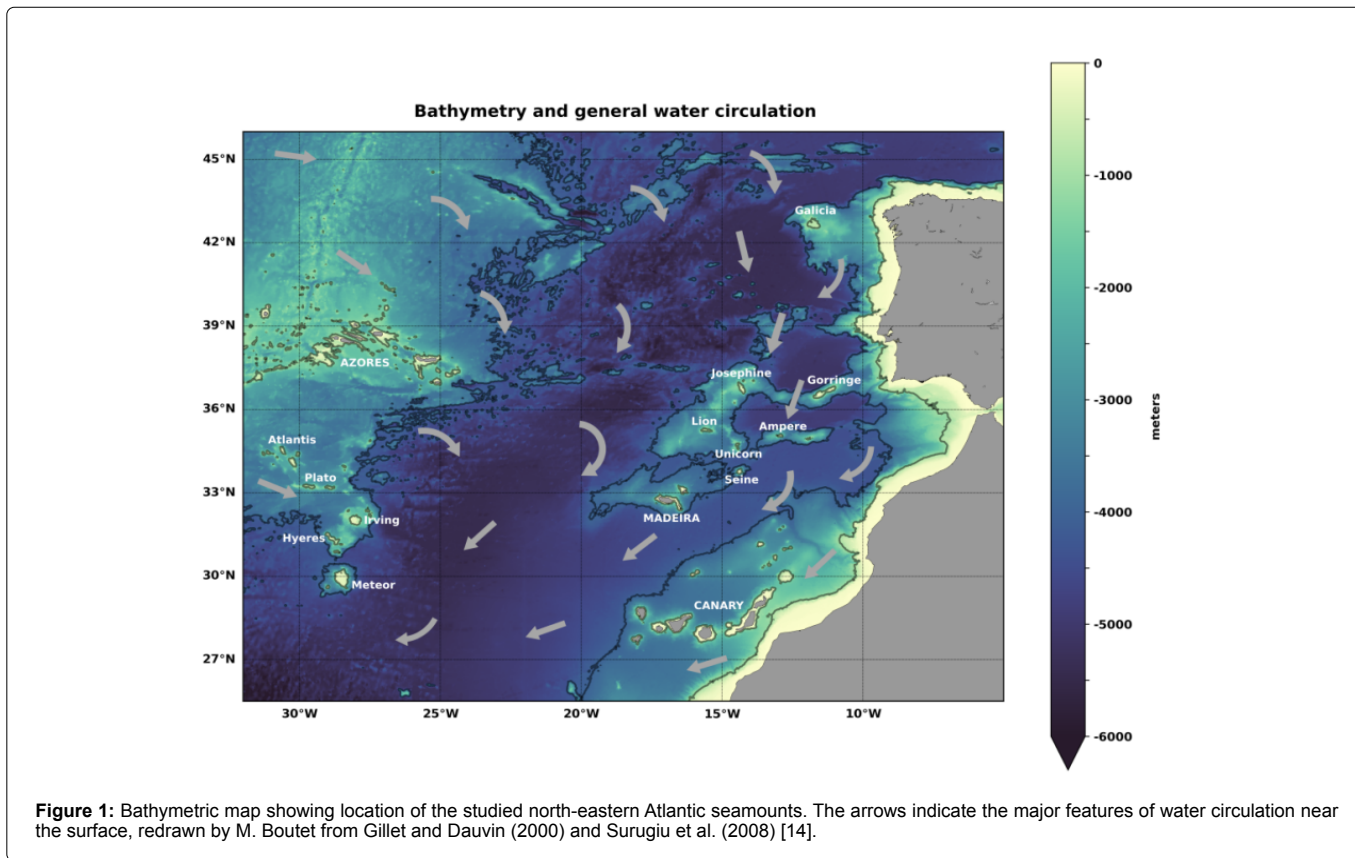 Bathymetry and general water circulation
45°N
42°N
39°N
36°N
33°N
30°N
27°N
30°W
25°W
20°W
15°W
10°W
Galicia
AZORES
Josephine
Gorringe
Atlantis
Lion
Ampere
Unicorn
Plato
Seine
Irving
MADEIRA
Hyeres
Meteor
CANARY
0
-1000
-2000
-3000
-4000
-5000
-6000
meters
Figure 1: Bathymetric map showing location of the studied north-eastern Atlantic seamounts. The arrows indicate the major features of water circulation near
the surface, redrawn by M. Boutet from Gillet and Dauvin (2000) and Surugiu et al. (2008) [14].